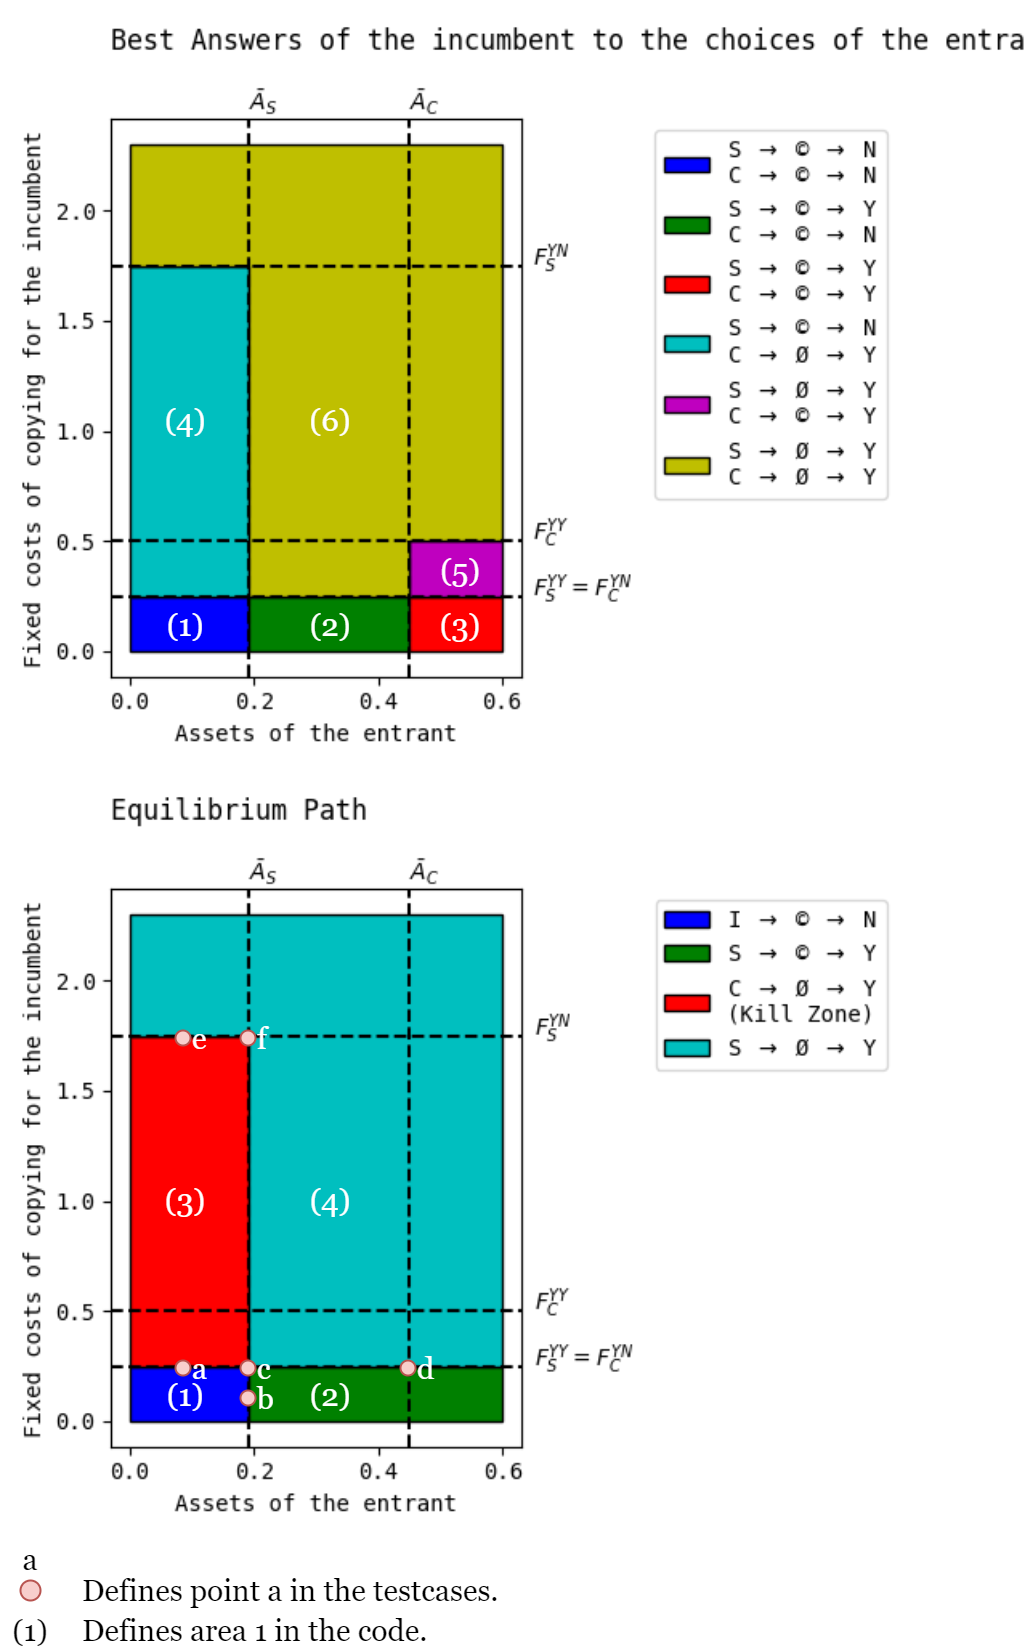 Best Answers of the incumbent to the choices of the entra
Ā_S
Ā_C
Fixed costs of copying for the incumbent
2.0
1.5
1.0
0.5
0.0
F_S^YN
F_C^YY
F_S^YY = F_C^YN
(4)
(6)
(5)
(1)
(2)
(3)
0.0
0.2
0.4
0.6
Assets of the entrant
S → © → N
C → © → N
S → © → Y
C → © → N
S → © → Y
C → © → Y
S → © → N
C → Ø → Y
S → Ø → Y
C → © → Y
S → Ø → Y
C → Ø → Y
Equilibrium Path
Ā_S
Ā_C
Fixed costs of copying for the incumbent
2.0
1.5
1.0
0.5
0.0
F_S^YN
F_C^YY
F_S^YY = F_C^YN
e
f
(3)
(4)
a
c
d
(1)
b
(2)
0.0
0.2
0.4
0.6
Assets of the entrant
I → © → N
S → © → Y
C → Ø → Y
(Kill Zone)
S → Ø → Y
a
Defines point a in the testcases.
(1) Defines area 1 in the code.